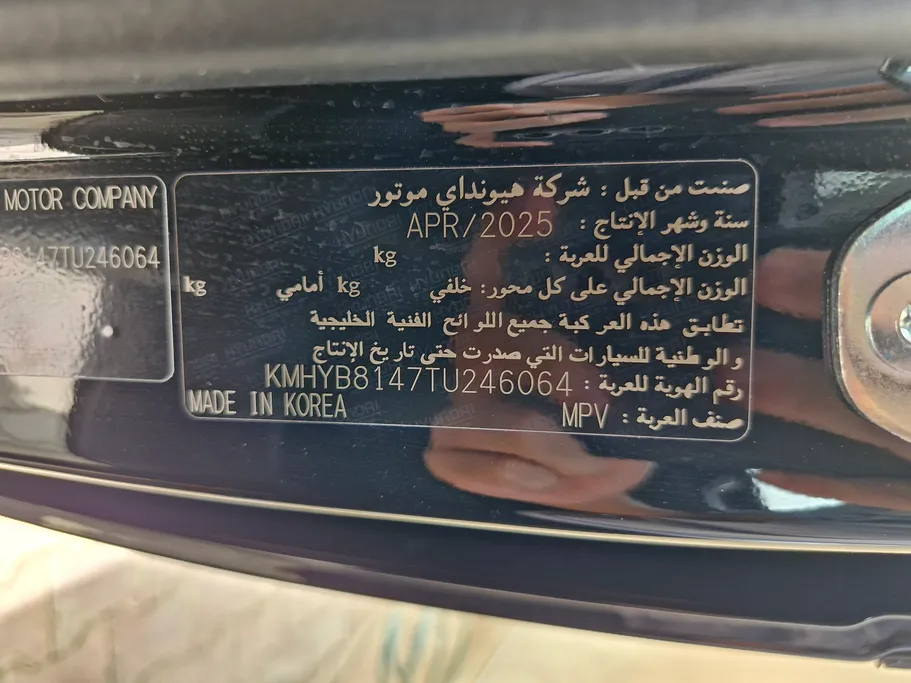 MOTOR COMPANY
8147TU246064
صنعت من قبل : شركة هيونداي موتور
سنة وشهر الإنتاج : APR/2025
الوزن الإجمالي للعربة : kg
الوزن الإجمالي على كل محور: خلفي kg أمامي kg
تطابق هذه العركبة جميع اللوائح الفنية الخليجية
والوطنية للسيارات التي صدرت حتى تاريخ الإنتاج
رقم الهوية للعربة : KMHYB8147TU246064
صنف العربة : MPV
MADE IN KOREA